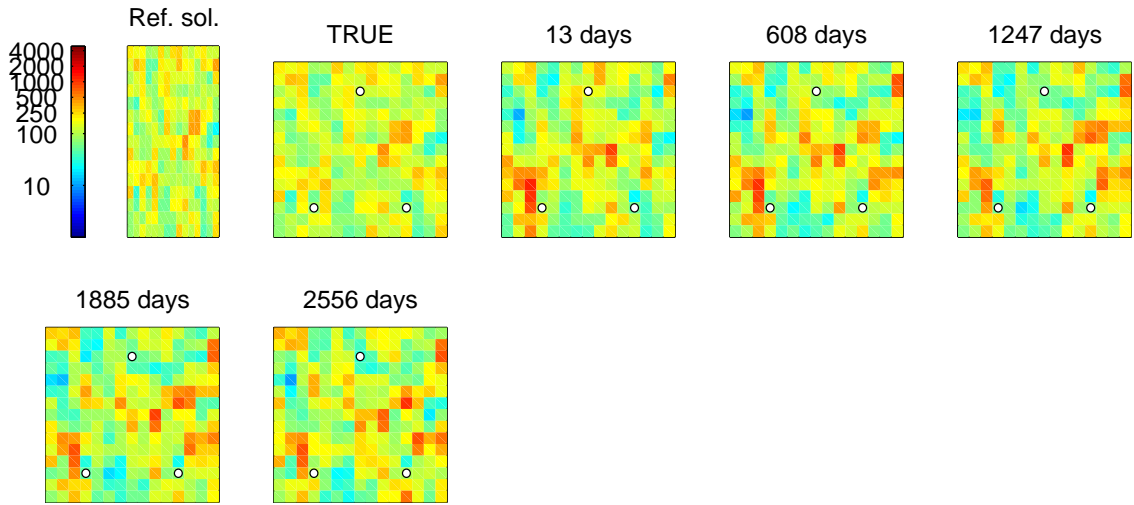 Ref. sol.
TRUE
13 days
608 days
1247 days
4000
2000
1000
500
250
100
10
1885 days
2556 days